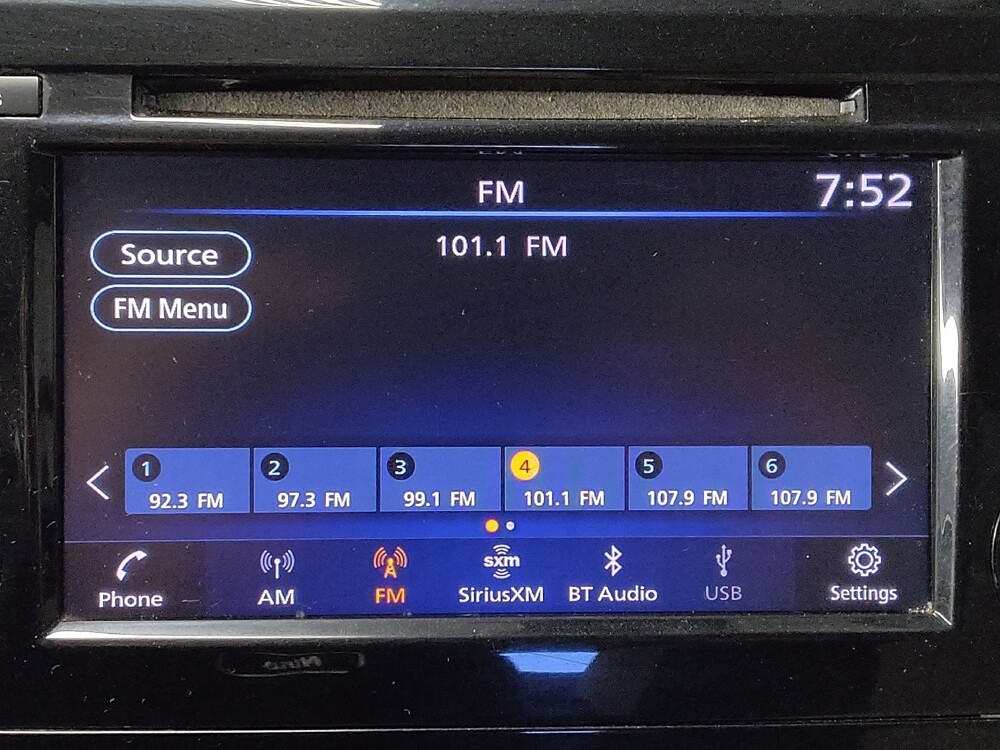 FM
7:52
Source
101.1 FM
FM Menu
1 2 3 4 5 6
92.3 FM 97.3 FM 99.1 FM 101.1 FM 107.9 FM 107.9 FM
sxm
Phone AM FM SiriusXM BT Audio USB Settings